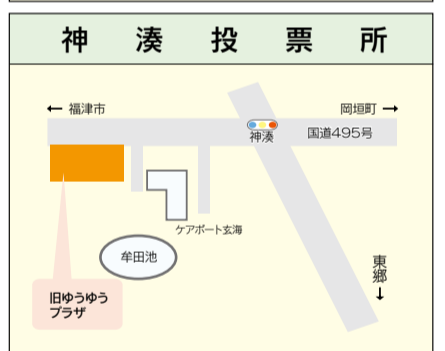 神湊投票所
← 福津市
岡垣町 →
神湊
国道495号
ケアポート玄海
牟田池
東郷
↓
旧ゆうゆう
プラザ